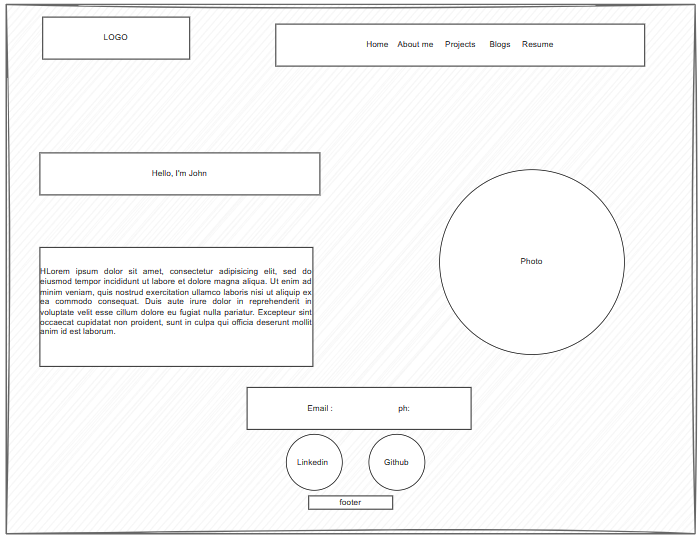 LOGO
Home About me Projects Blogs Resume
Hello, I'm John
HLorem ipsum dolor sit amet, consectetur adipisicing elit, sed do
eiusmod tempor incididunt ut labore et dolore magna aliqua. Ut enim ad
minim veniam, quis nostrud exercitation ullamco laboris nisi ut aliquip ex
ea commodo consequat. Duis aute irure dolor in reprehenderit in
voluptate velit esse cillum dolore eu fugiat nulla pariatur. Excepteur sint
occaecat cupidatat non proident, sunt in culpa qui officia deserunt mollit
anim id est laborum.
Photo
Email : ph:
Linkedin Github
footer